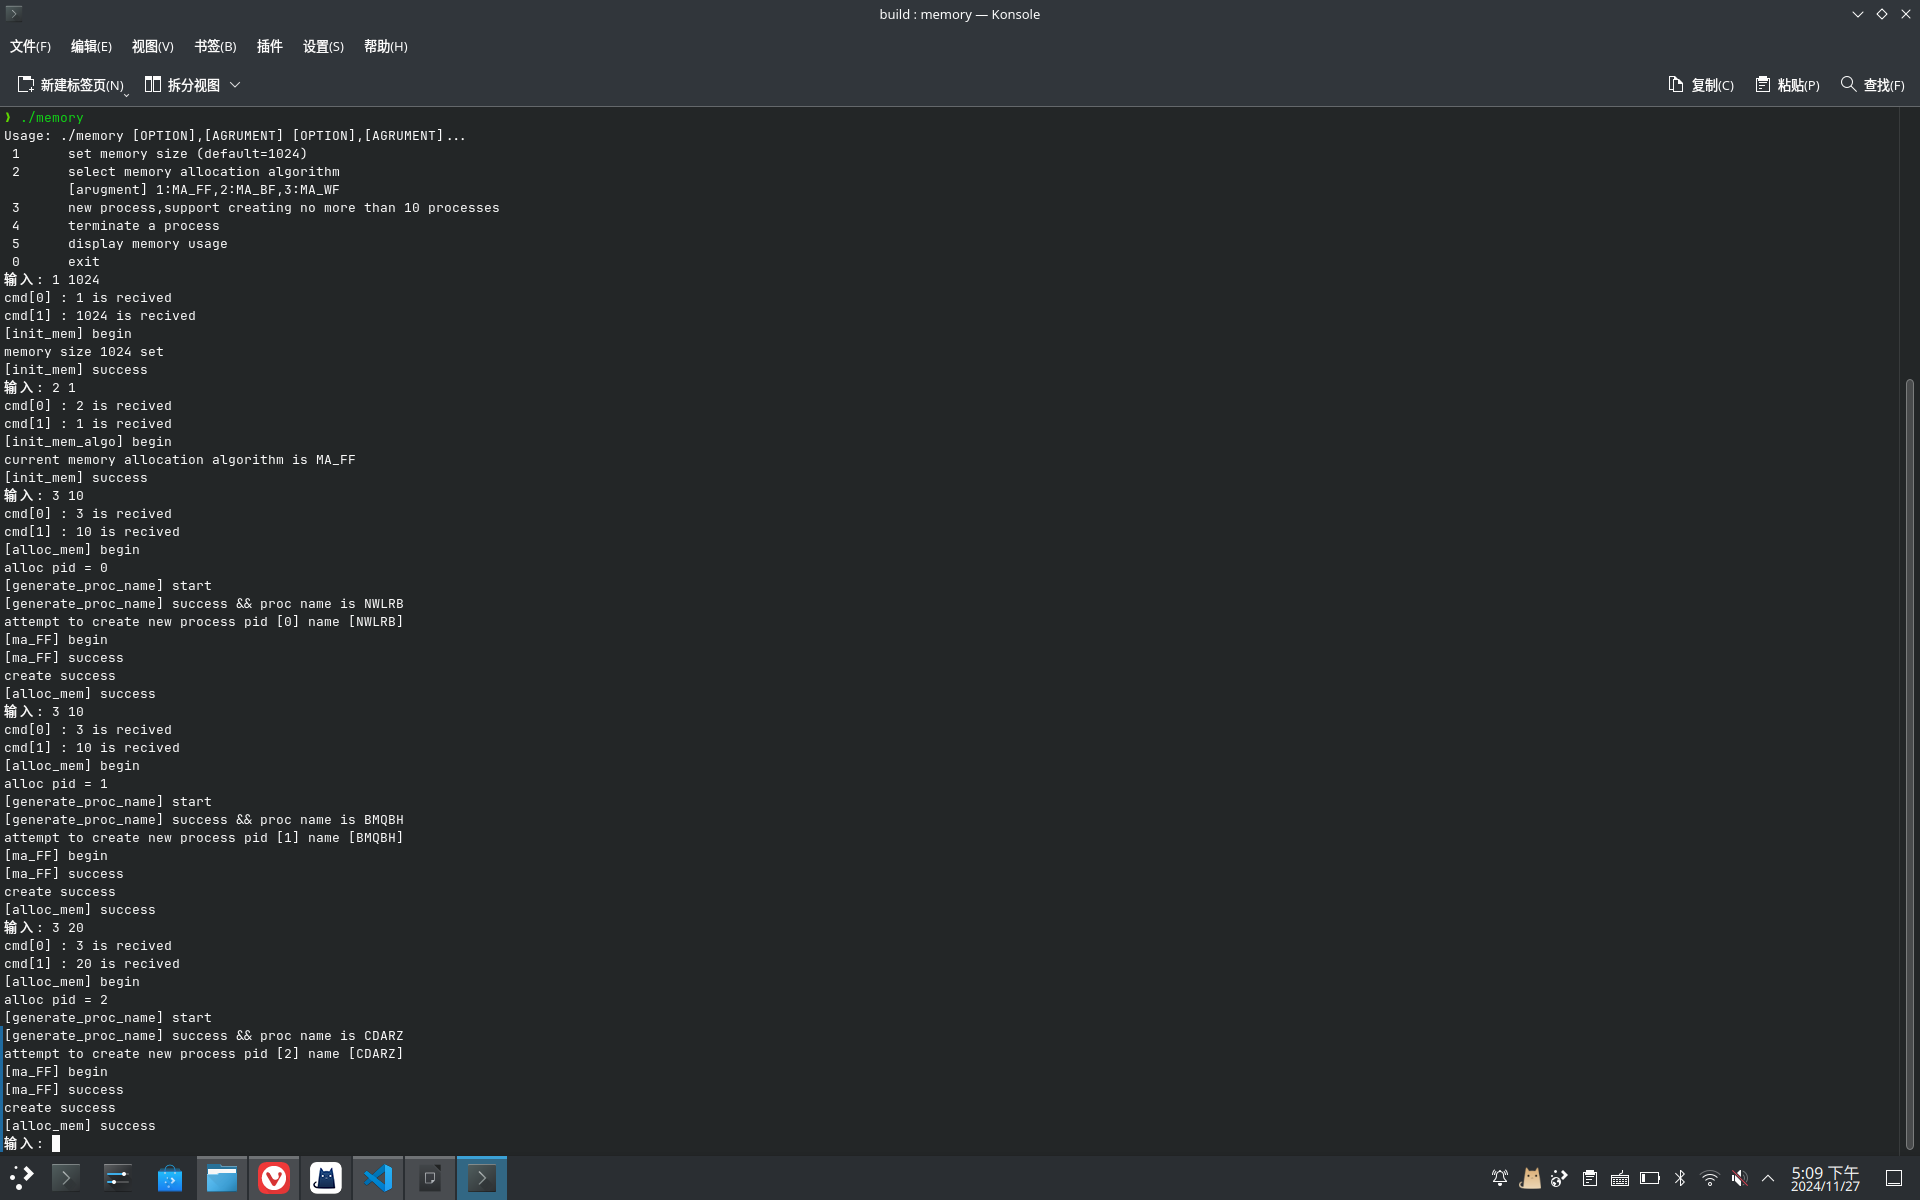 build : memory — Konsole
文件(F) 编辑(E) 视图(V) 书签(B) 插件 设置(S) 帮助(H)
新建标签页(N) 拆分视图 复制(C) 粘贴(P) 查找(F)
❯ ./memory
Usage: ./memory [OPTION],[AGRUMENT] [OPTION],[AGRUMENT]...
1 set memory size (default=1024)
2 select memory allocation algorithm
[arugment] 1:MA_FF,2:MA_BF,3:MA_WF
3 new process,support creating no more than 10 processes
4 terminate a process
5 display memory usage
0 exit
输入: 1 1024
cmd[0] : 1 is recived
cmd[1] : 1024 is recived
[init_mem] begin
memory size 1024 set
[init_mem] success
输入: 2 1
cmd[0] : 2 is recived
cmd[1] : 1 is recived
[init_mem_algo] begin
current memory allocation algorithm is MA_FF
[init_mem] success
输入: 3 10
cmd[0] : 3 is recived
cmd[1] : 10 is recived
[alloc_mem] begin
alloc pid = 0
[generate_proc_name] start
[generate_proc_name] success && proc name is NWLRB
attempt to create new process pid [0] name [NWLRB]
[ma_FF] begin
[ma_FF] success
create success
[alloc_mem] success
输入: 3 10
cmd[0] : 3 is recived
cmd[1] : 10 is recived
[alloc_mem] begin
alloc pid = 1
[generate_proc_name] start
[generate_proc_name] success && proc name is BMQBH
attempt to create new process pid [1] name [BMQBH]
[ma_FF] begin
[ma_FF] success
create success
[alloc_mem] success
输入: 3 20
cmd[0] : 3 is recived
cmd[1] : 20 is recived
[alloc_mem] begin
alloc pid = 2
[generate_proc_name] start
[generate_proc_name] success && proc name is CDARZ
attempt to create new process pid [2] name [CDARZ]
[ma_FF] begin
[ma_FF] success
create success
[alloc_mem] success
输入:
5:09 下午
2024/11/27